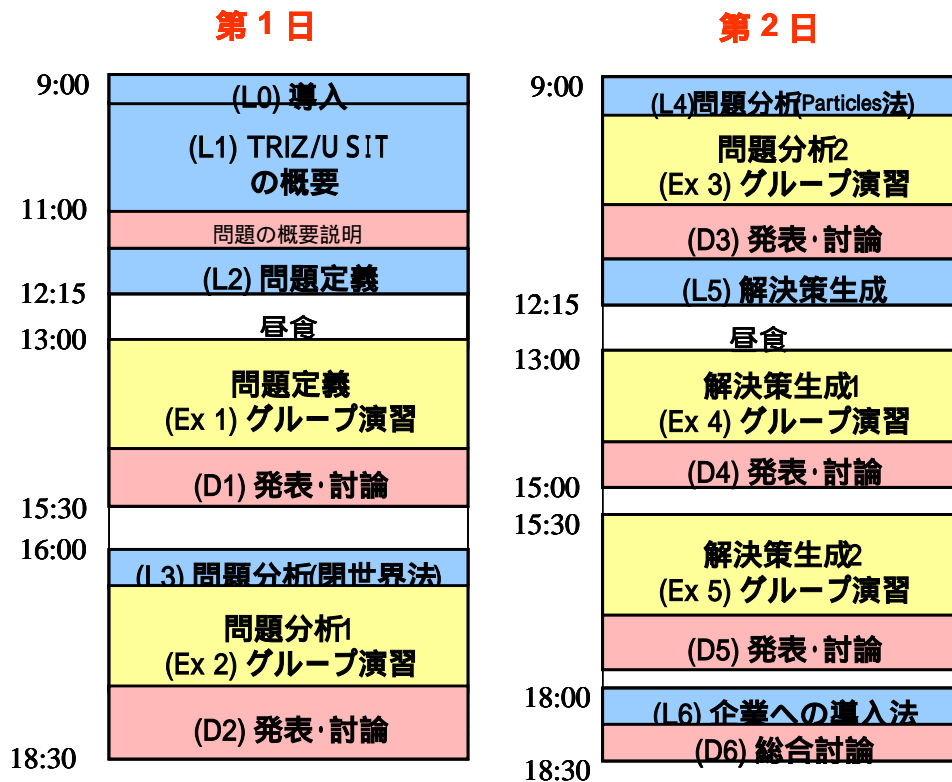 第 1 日
9:00
(L0) 導入
(L1) TRIZ/USIT
の概要
11:00
問題の概要説明
(L2) 問題定義
12:15
昼食
13:00
問題定義
(Ex 1) グループ演習
(D1) 発表・討論
15:30
16:00
(L3) 問題分析(閉世界法)
問題分析1
(Ex 2) グループ演習
(D2) 発表・討論
18:30
第 2 日
9:00
(L4)問題分析(Particles法)
問題分析2
(Ex 3) グループ演習
(D3) 発表・討論
(L5) 解決策生成
12:15
昼食
13:00
解決策生成1
(Ex 4) グループ演習
(D4) 発表・討論
15:00
15:30
解決策生成2
(Ex 5) グループ演習
(D5) 発表・討論
18:00
(L6) 企業への導入法
(D6) 総合討論
18:30